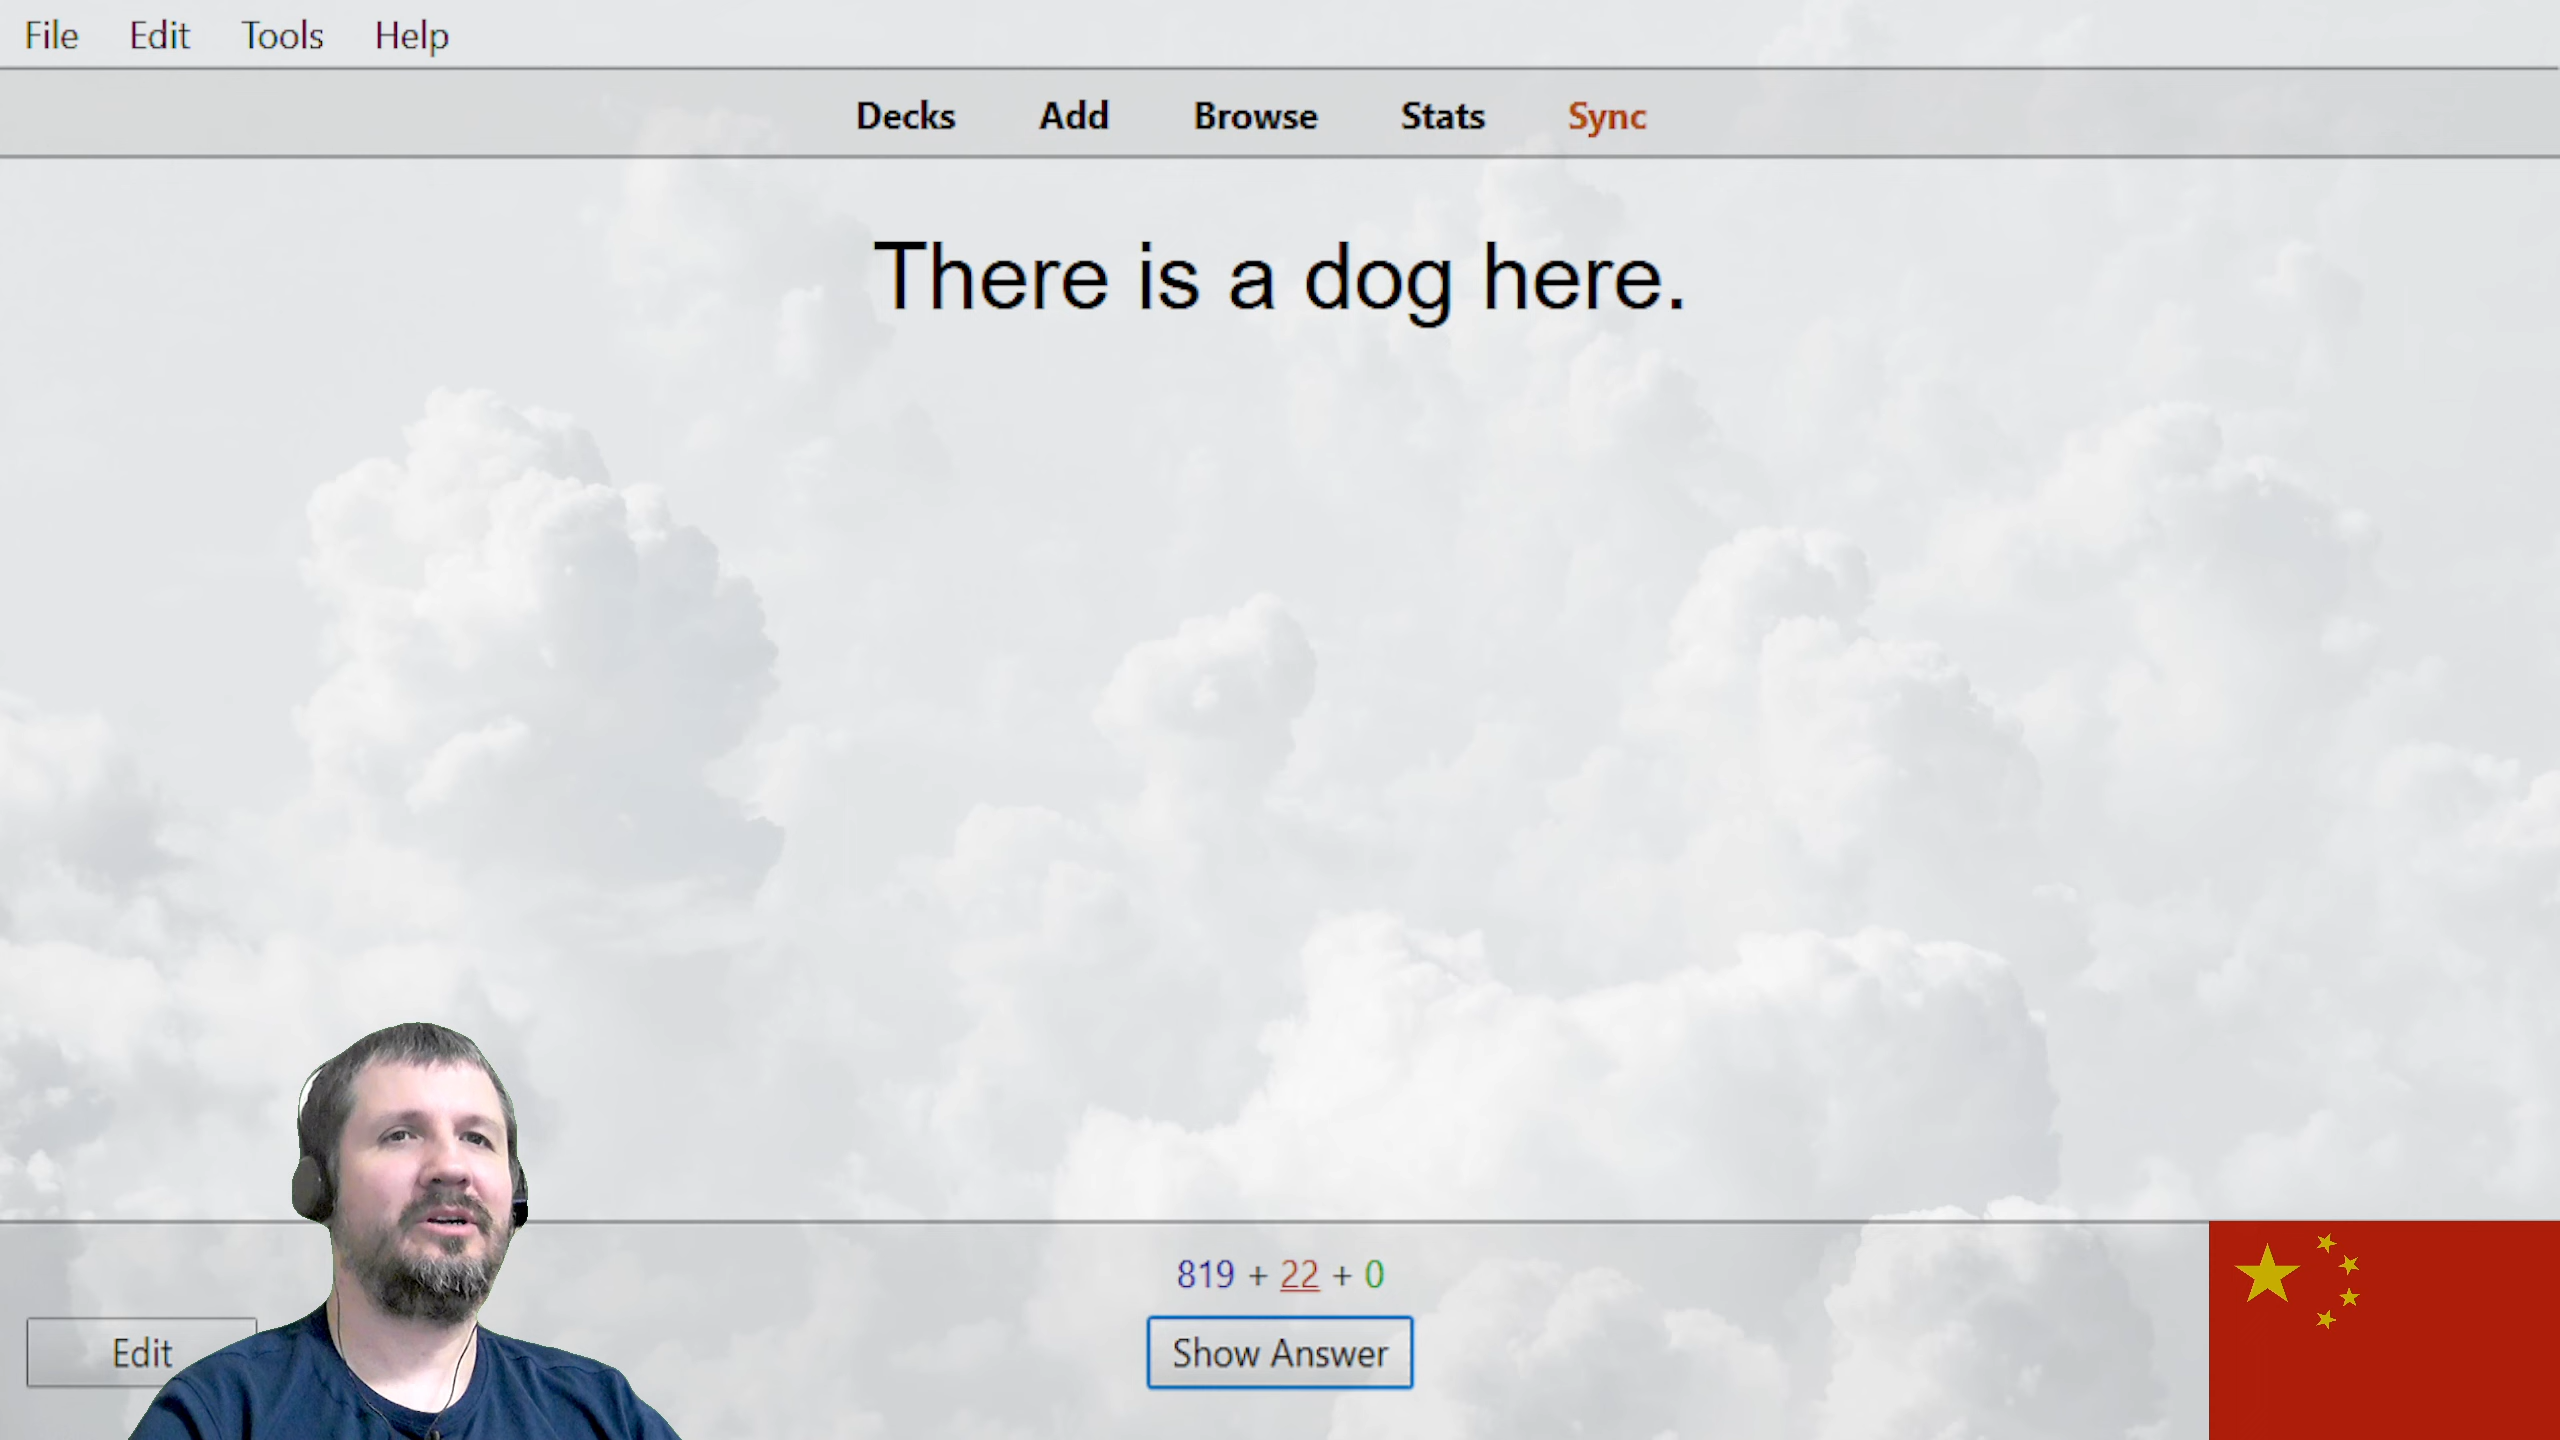 File Edit Tools Help
Decks Add Browse Stats Sync
There is a dog here.
819 + 22 + 0
Edit Show Answer